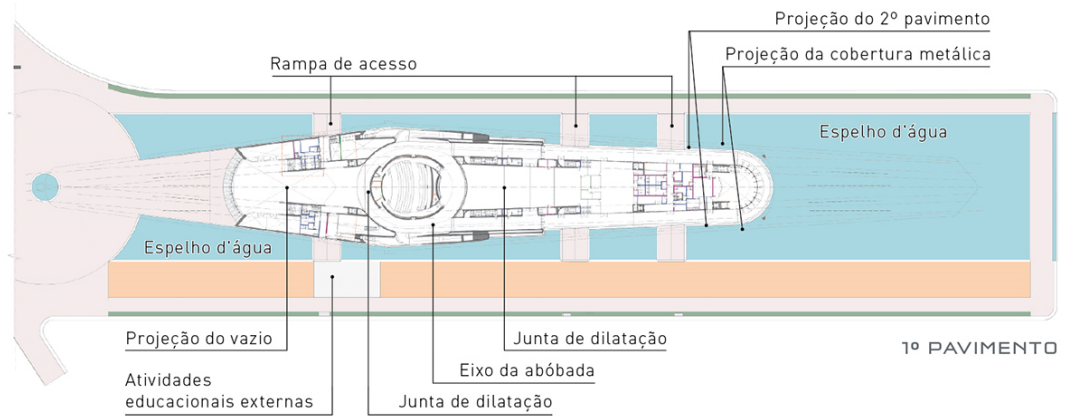 Projeção do 2º pavimento
Projeção da cobertura metálica
Rampa de acesso
Espelho d'água
Espelho d'água
Projeção do vazio
Junta de dilatação
1º PAVIMENTO
Eixo da abóbada
Atividades
educacionais externas
Junta de dilatação